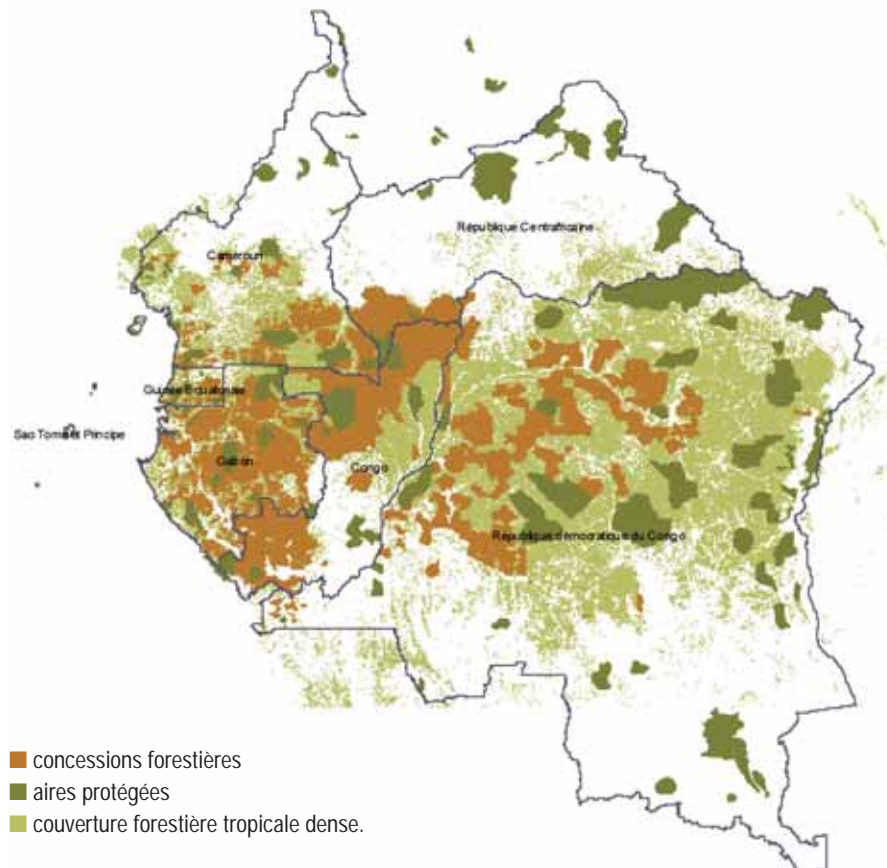 République Centrafricaine
Cameroun
Guinée Equatoriale
Sao Tomé et Principe
Gabon
Congo
République démocratique du Congo
concessions forestières
aires protégées
couverture forestière tropicale dense.